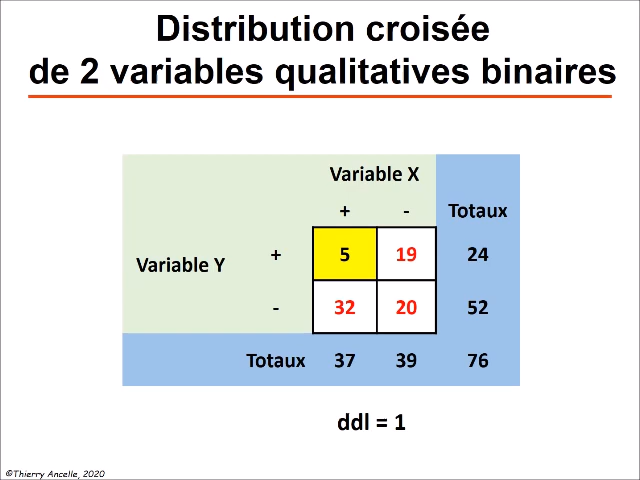 Distribution croisée
de 2 variables qualitatives binaires
Variable X
+ - Totaux
Variable Y + 5 19 24
- 32 20 52
Totaux 37 39 76
ddl = 1
©Thierry Ancelle, 2020